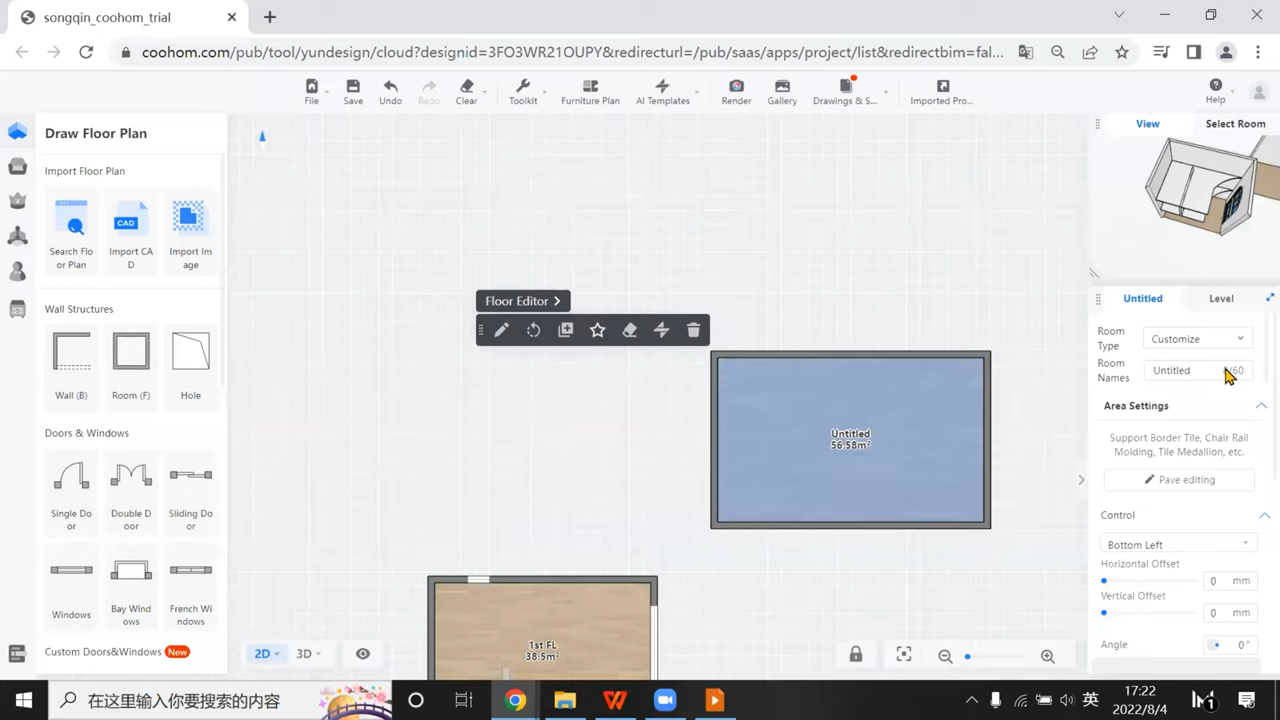 songqin_coohom_trial
coohom.com/pub/tool/yundesign/cloud?designid=3FO3WR21OUPY&redirecturl=/pub/saas/apps/project/list&redirectbim=fal...
File
Save
Undo
Redo
Clear
Toolkit
Furniture Plan
AI Templates
Render
Gallery
Drawings & S...
Imported Pro...
Help
Draw Floor Plan
Import Floor Plan
Search Flo
or Plan
CAD
Import CA
D
Import Im
age
Wall Structures
Wall (B)
Room (F)
Hole
Doors & Windows
Single Do
or
Double D
oor
Sliding Do
or
Windows
Bay Wind
ows
French Wi
ndows
Custom Doors&Windows New
Floor Editor
Untitled
56.58m²
1st FL
38.5m²
2D
3D
View
Select Room
Untitled
Level
Room
Type
Customize
Room
Names
Untitled
/60
Area Settings
Support Border Tile, Chair Rail
Molding, Tile Medallion, etc.
Pave editing
Control
Bottom Left
Horizontal Offset
0 mm
Vertical Offset
0 mm
Angle
0°
在这里输入你要搜索的内容
英
17:22
2022/8/4
1